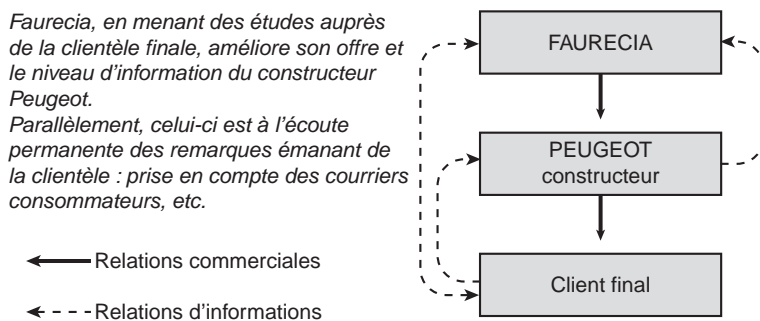 Faurecia, en menant des études auprès
de la clientèle finale, améliore son offre et
le niveau d’information du constructeur
Peugeot.
Parallèlement, celui-ci est à l’écoute
permanente des remarques émanant de
la clientèle : prise en compte des courriers
consommateurs, etc.
Relations commerciales
Relations d’informations
FAURECIA
PEUGEOT
constructeur
Client final